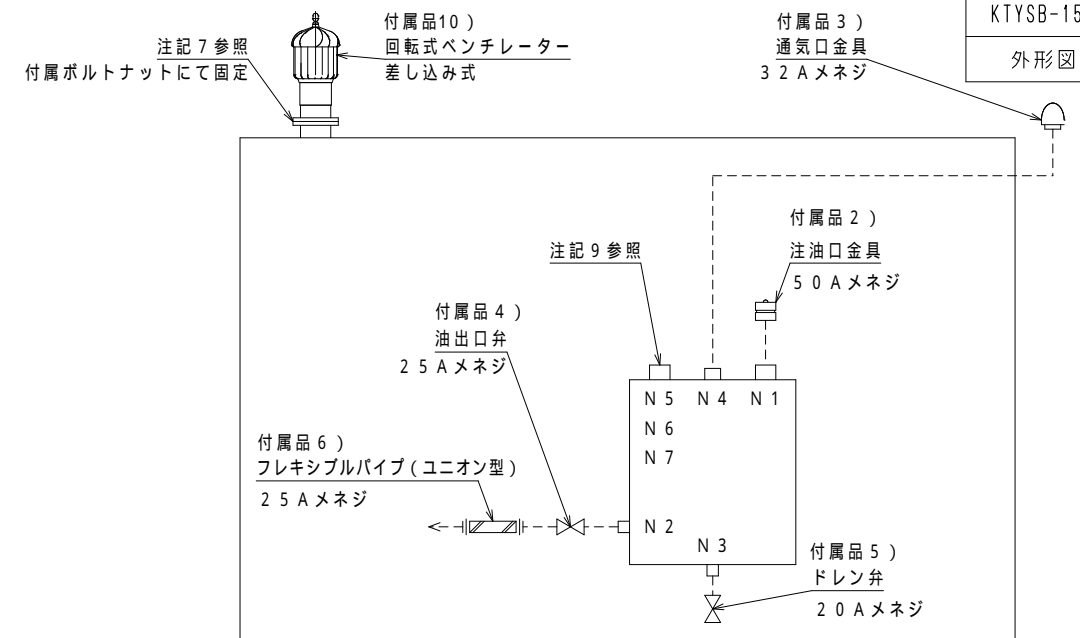 KTYSB-15
外形図
付属品10）
回転式ベンチレーター
差し込み式
注記７参照
付属ボルトナットにて固定
付属品３）
通気口金具
３２Ａメネジ
付属品２）
注油口金具
５０Ａメネジ
注記９参照
付属品４）
油出口弁
２５Ａメネジ
Ｎ５ Ｎ４ Ｎ１
Ｎ６
Ｎ７
付属品６）
フレキシブルパイプ（ユニオン型）
２５Ａメネジ
Ｎ２
Ｎ３
付属品５）
ドレン弁
２０Ａメネジ